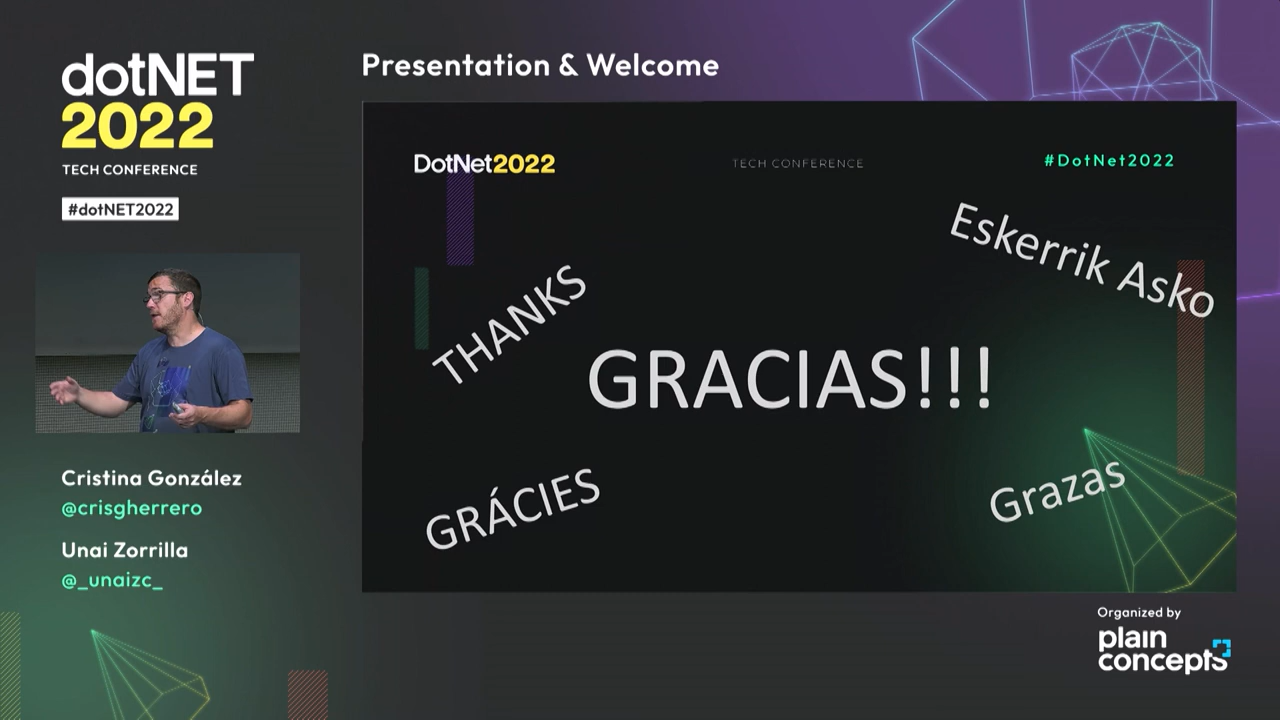 dotNET
2022
TECH CONFERENCE
#dotNET2022
Cristina González
@crisgherrero
Unai Zorrilla
@_unaizc_
Presentation & Welcome
DotNet2022
TECH CONFERENCE
#DotNet2022
THANKS
Eskerrik Asko
GRACIAS!!!
GRÁCIES
Grazas
Organized by
plain
concepts